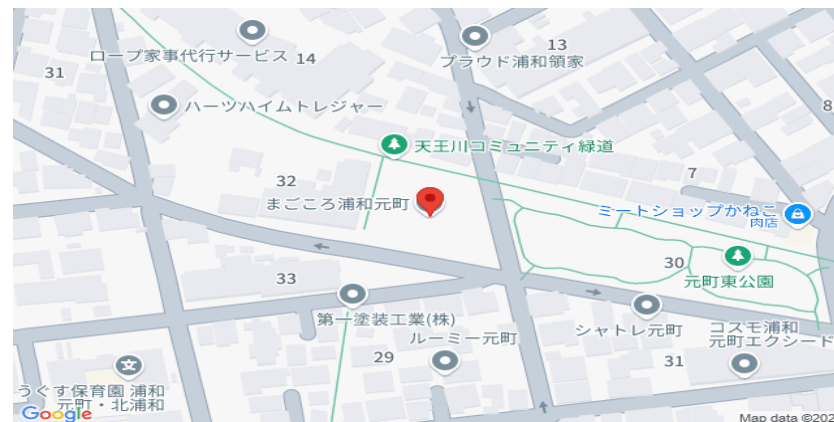 ロープ家事代行サービス
14
13
プラウド浦和領家
31
ハーツハイムトレジャー
8
天王川コミュニティ緑道
7
32
まごころ浦和元町
ミートショップかねこ
肉店
30
元町東公園
33
第一塗装工業(株)
シャトレ元町
コスモ浦和
元町エクシード
ルーミー元町
29
31
うぐす保育園 浦和
元町・北浦和
Google
Map data ©202